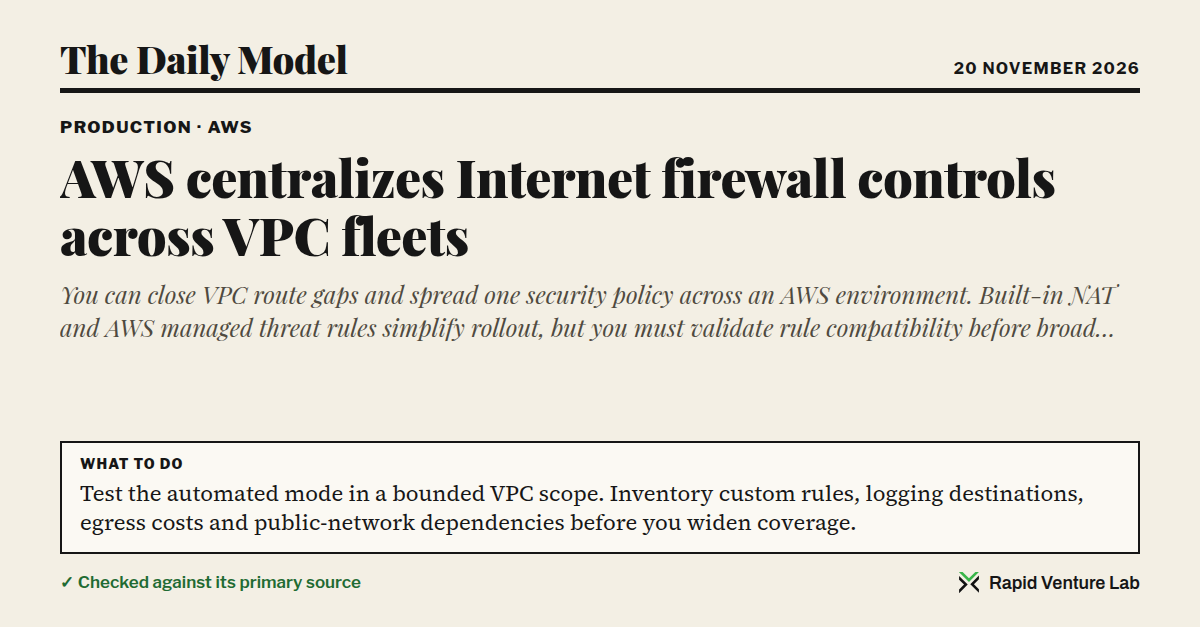 The Daily Model
20 NOVEMBER 2026
PRODUCTION · AWS
AWS centralizes Internet firewall controls
across VPC fleets
You can close VPC route gaps and spread one security policy across an AWS environment. Built-in NAT
and AWS managed threat rules simplify rollout, but you must validate rule compatibility before broad...
WHAT TO DO
Test the automated mode in a bounded VPC scope. Inventory custom rules, logging destinations,
egress costs and public-network dependencies before you widen coverage.
✓ Checked against its primary source
Rapid Venture Lab